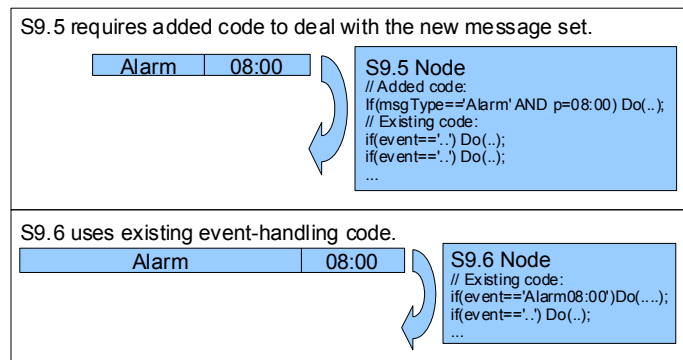 S9.5 requires added code to deal with the new message set.
Alarm 08:00
S9.5 Node
// Added code:
If(msgType=='Alarm' AND p=08:00) Do(..);
// Existing code:
if(event=='..') Do(..);
if(event=='..') Do(..);
...
S9.6 uses existing event-handling code.
Alarm 08:00
S9.6 Node
// Existing code:
if(event=='Alarm08:00')Do(....);
if(event=='..') Do(..);
...